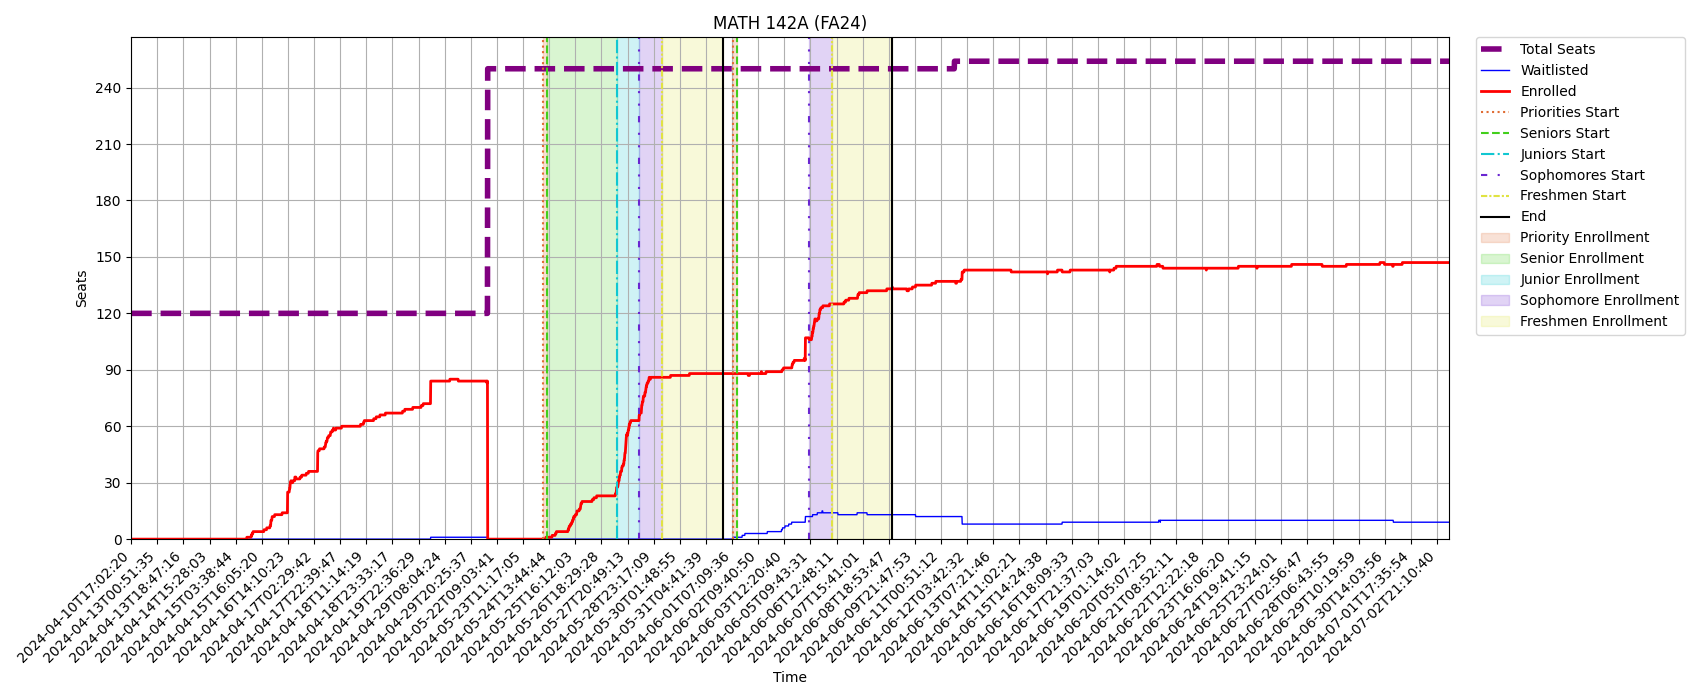 MATH 142A (FA24)
Total Seats
Waitlisted
Enrolled
Priorities Start
Seniors Start
Juniors Start
Sophomores Start
Freshmen Start
End
Priority Enrollment
Senior Enrollment
Junior Enrollment
Sophomore Enrollment
Freshmen Enrollment
Seats
240
210
180
150
120
90
60
30
0
2024-04-10T17:02:20
2024-04-13T00:51:35
2024-04-13T18:47:16
2024-04-14T15:28:03
2024-04-15T03:38:44
2024-04-15T16:05:20
2024-04-16T14:10:23
2024-04-17T02:29:42
2024-04-17T22:39:47
2024-04-18T11:14:19
2024-04-18T23:33:17
2024-04-19T22:36:29
2024-04-29T08:04:24
2024-04-29T20:25:37
2024-05-22T09:03:41
2024-05-23T11:17:05
2024-05-24T13:44:44
2024-05-25T16:12:03
2024-05-26T18:29:28
2024-05-27T20:49:13
2024-05-28T23:17:09
2024-05-30T01:48:55
2024-05-31T04:41:39
2024-06-01T07:09:36
2024-06-02T09:40:50
2024-06-03T12:20:40
2024-06-05T09:43:31
2024-06-06T12:48:11
2024-06-07T15:41:01
2024-06-08T18:53:47
2024-06-09T21:47:53
2024-06-11T00:51:12
2024-06-12T03:42:32
2024-06-13T07:21:46
2024-06-14T11:02:21
2024-06-15T14:24:38
2024-06-16T18:09:33
2024-06-17T21:37:03
2024-06-19T01:14:02
2024-06-20T05:07:25
2024-06-21T08:52:11
2024-06-22T12:22:18
2024-06-23T16:06:20
2024-06-24T19:41:15
2024-06-25T23:24:01
2024-06-27T02:56:47
2024-06-28T06:43:55
2024-06-29T10:19:59
2024-06-30T14:03:56
2024-07-01T17:35:54
2024-07-02T21:10:40
Time